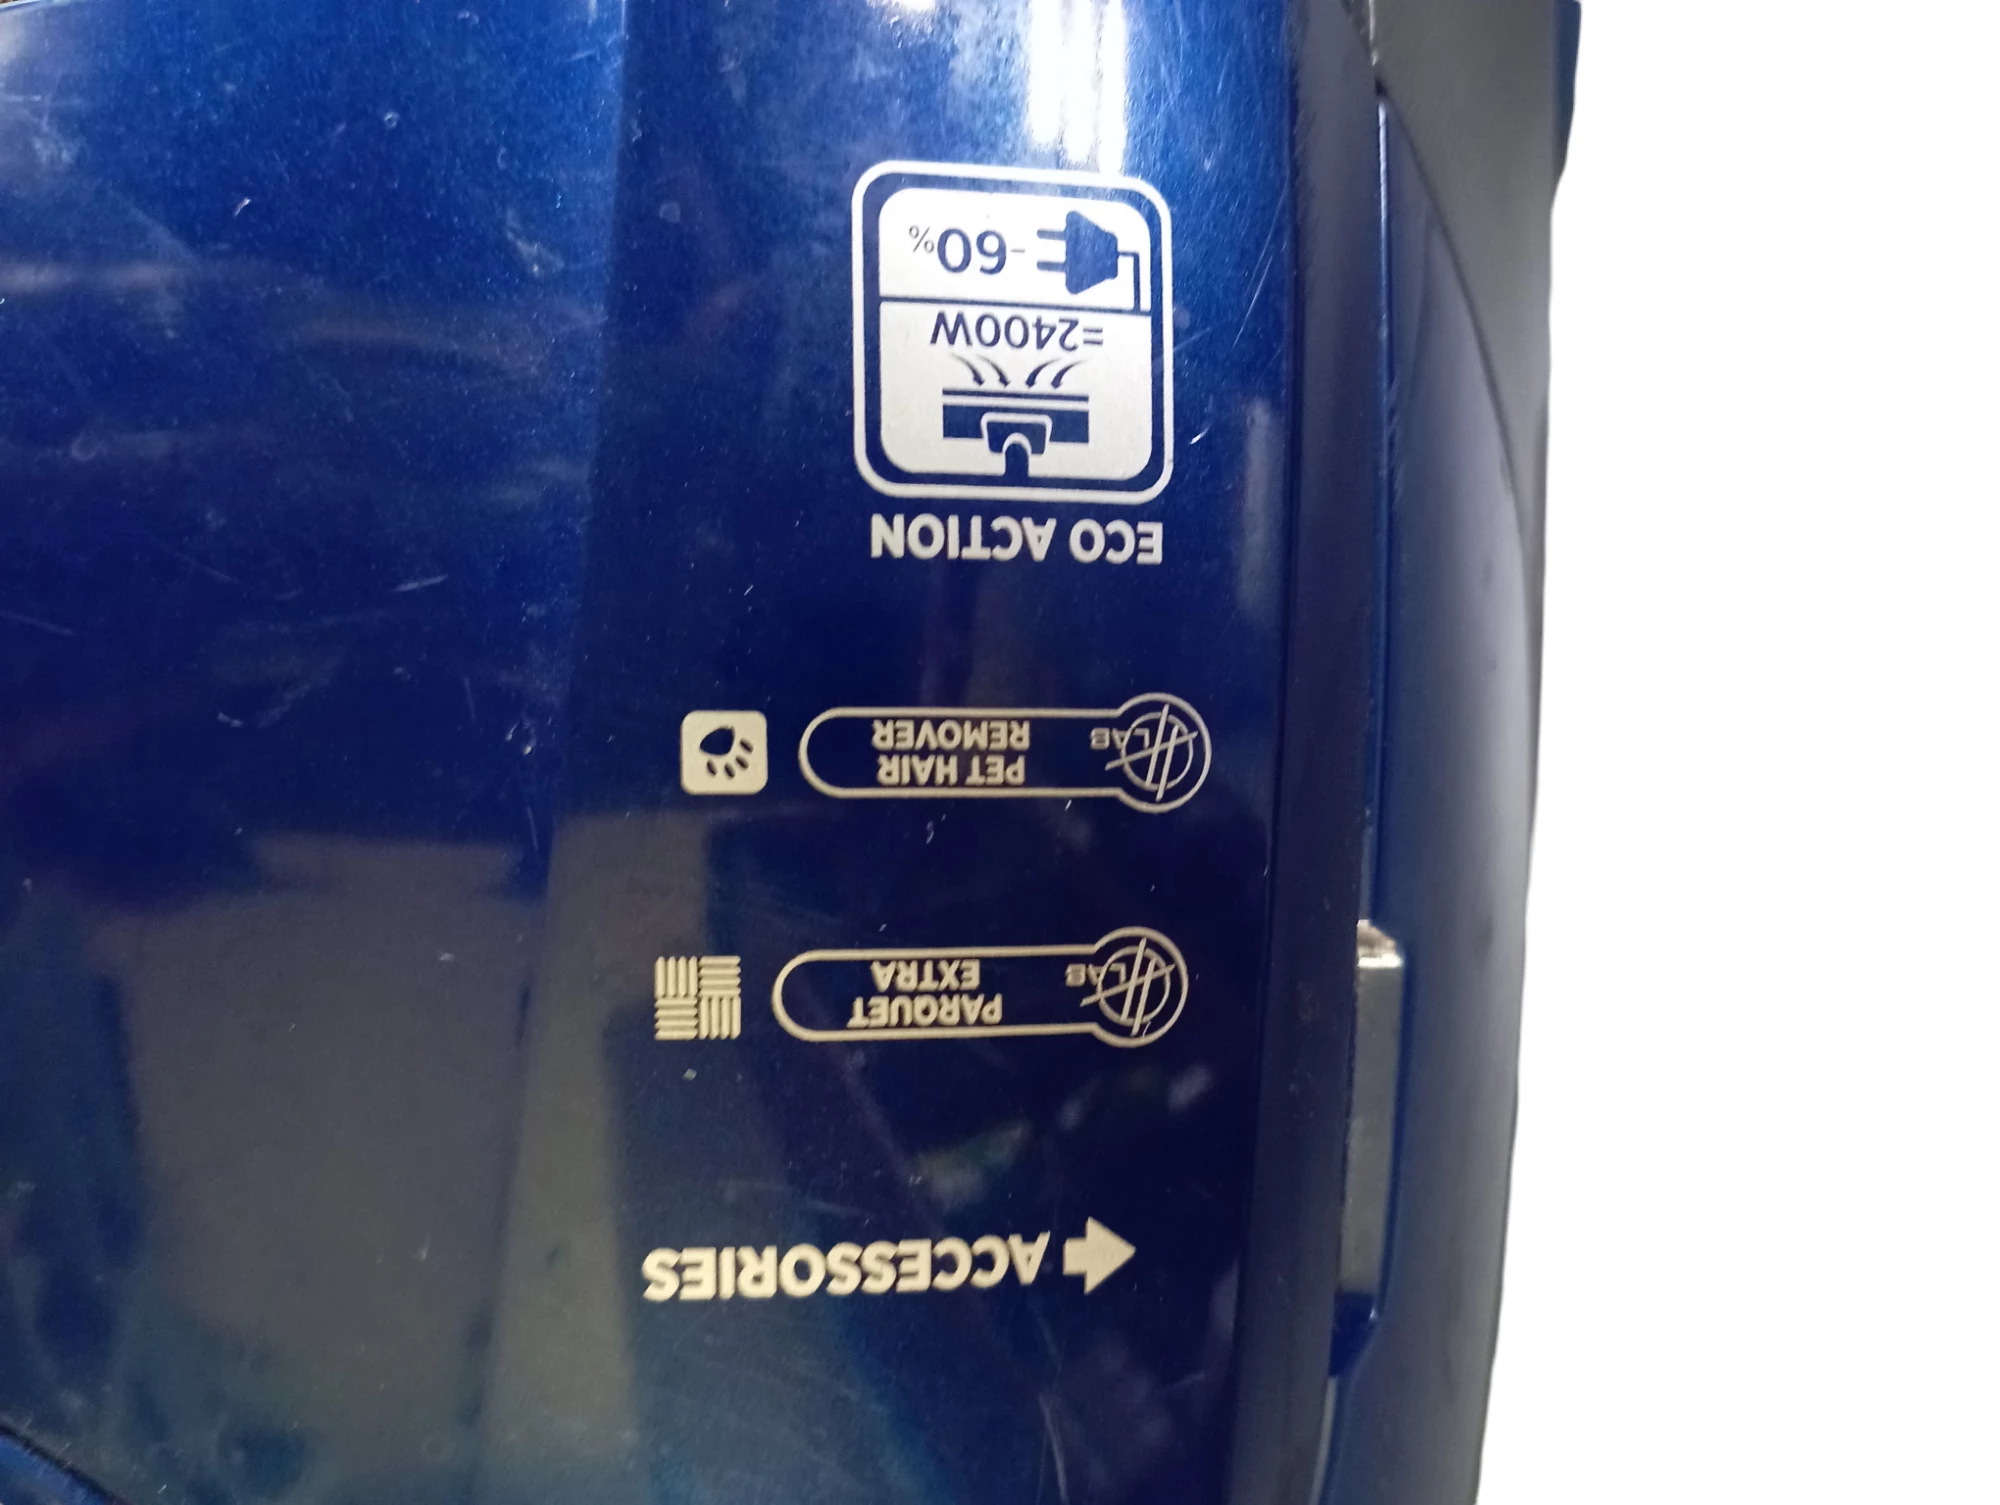 ← ACCESSORIES
LAB
PARQUET
EXTRA
LAB
PET HAIR
REMOVER
ECO ACTION
=2400W
-60%